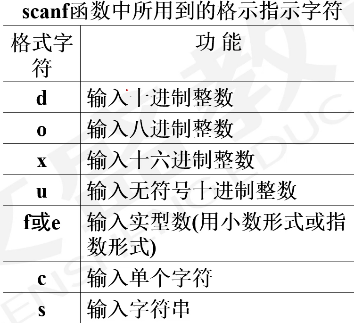 scanf函数中所用到的格示指示字符
格式字 功 能
符
d 输入十进制整数
o 输入八进制整数
x 输入十六进制整数
u 输入无符号十进制整数
f或e 输入实型数(用小数形式或指
数形式)
c 输入单个字符
s 输入字符串